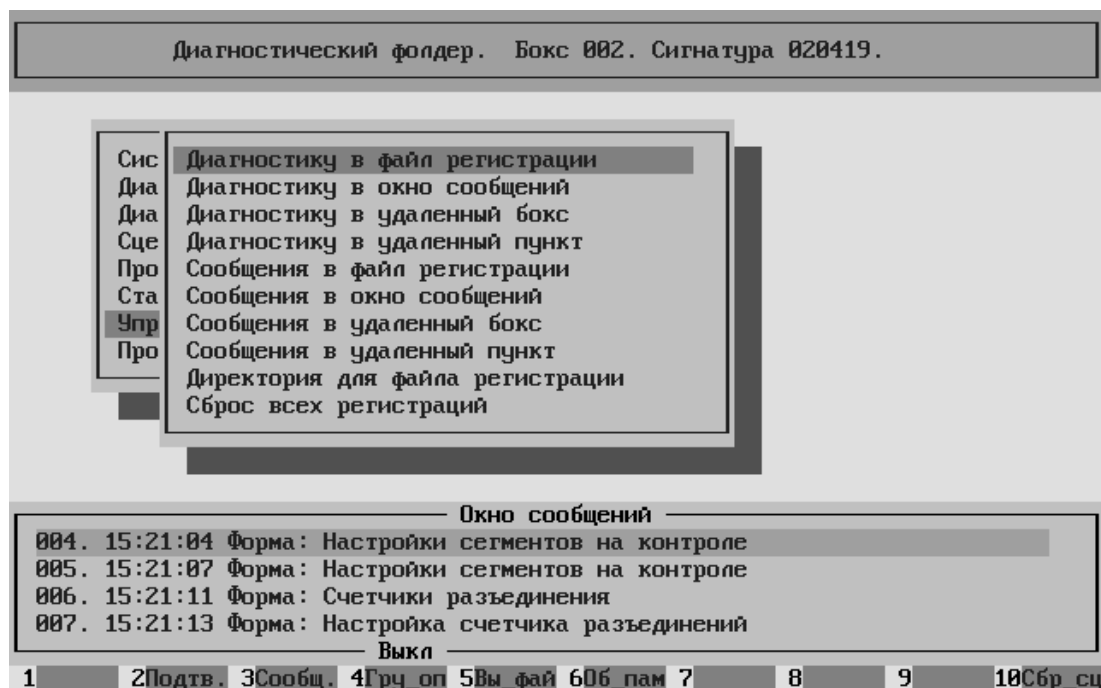 Диагностический фолдер. Бокс 002. Сигнатура 020419.
Сис
Диа
Диа
Сце
Про
Ста
Упр
Про
Диагностику в файл регистрации
Диагностику в окно сообщений
Диагностику в удаленный бокс
Диагностику в удаленный пункт
Сообщения в файл регистрации
Сообщения в окно сообщений
Сообщения в удаленный бокс
Сообщения в удаленный пункт
Директория для файла регистрации
Сброс всех регистраций
Окно сообщений
004. 15:21:04 Форма: Настройки сегментов на контроле
005. 15:21:07 Форма: Настройки сегментов на контроле
006. 15:21:11 Форма: Счетчики разъединения
007. 15:21:13 Форма: Настройка счетчика разъединений
Выкл
1 2Подтв. 3Сообщ. 4Гру_оп 5Вы_фай 6Об_пам 7 8 9 10Сбр_сц